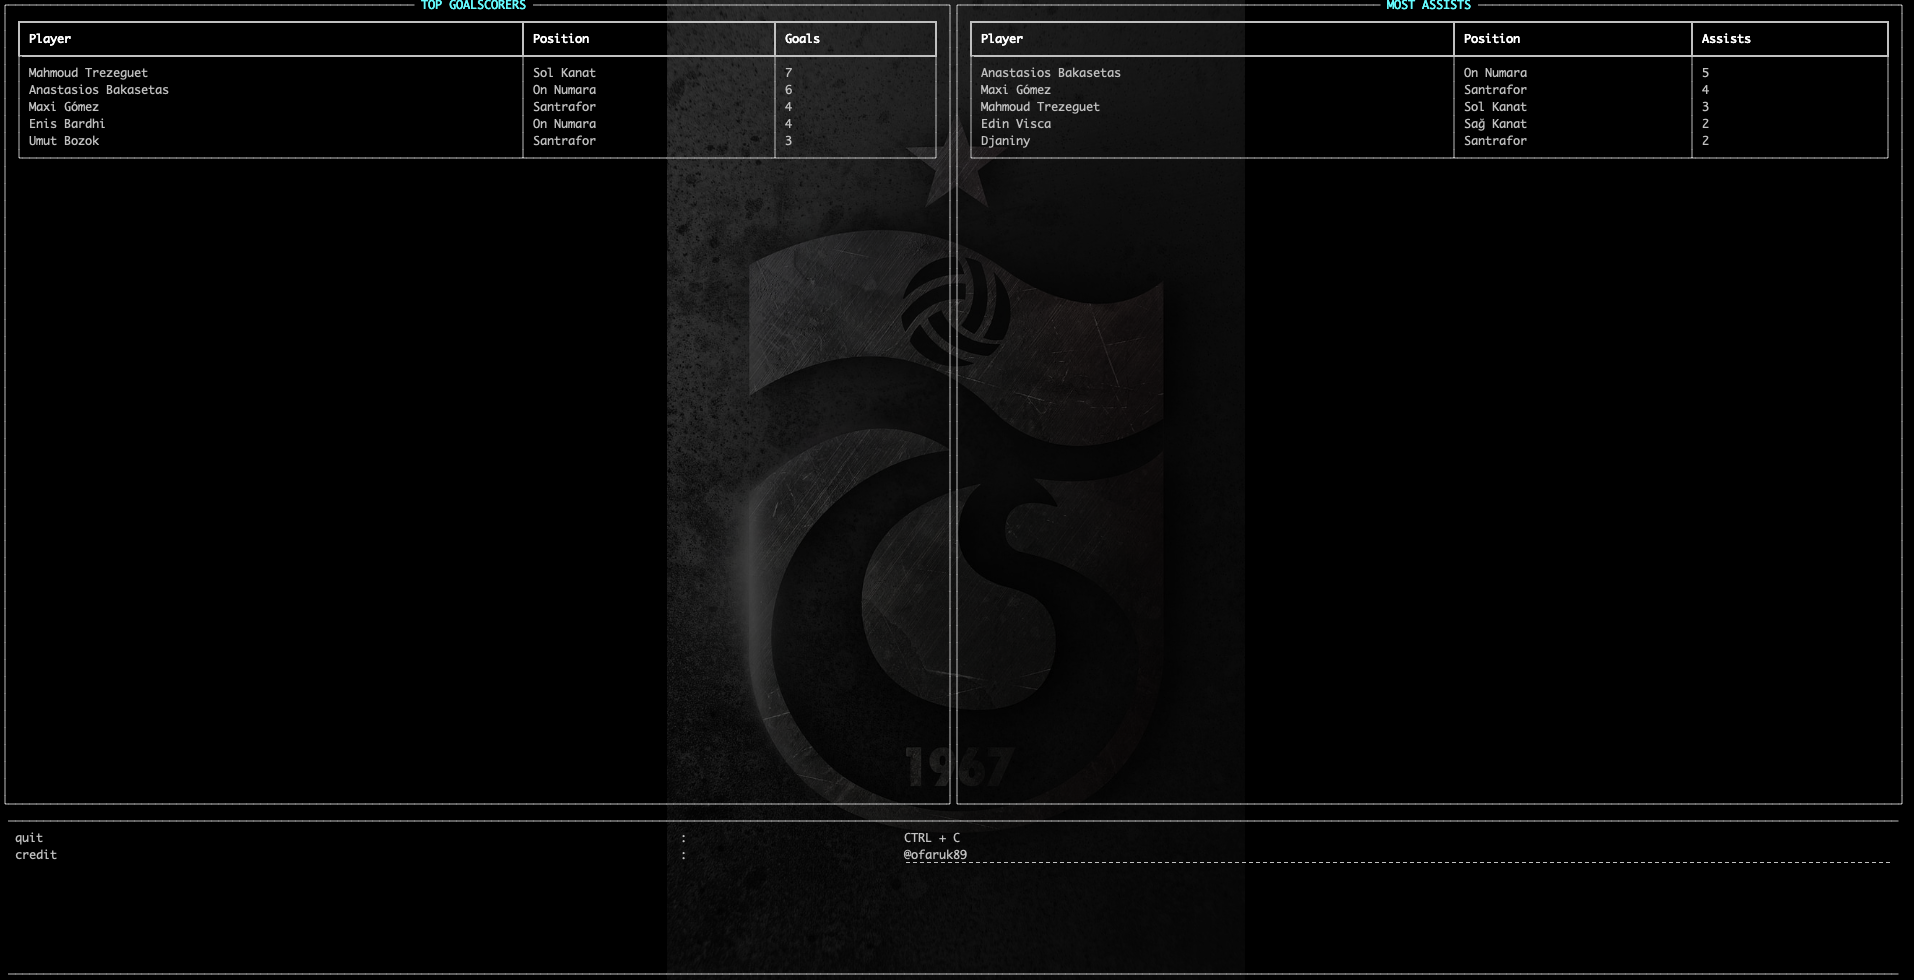 TOP GOALSCORERS
Player Position Goals
Mahmoud Trezeguet Sol Kanat 7
Anastasios Bakasetas On Numara 6
Maxi Gómez Santrafor 4
Enis Bardhi On Numara 4
Umut Bozok Santrafor 3
MOST ASSISTS
Player Position Assists
Anastasios Bakasetas On Numara 5
Maxi Gómez Santrafor 4
Mahmoud Trezeguet Sol Kanat 3
Edin Visca Sağ Kanat 2
Djaniny Santrafor 2
1967
quit : CTRL + C
credit : @ofaruk89